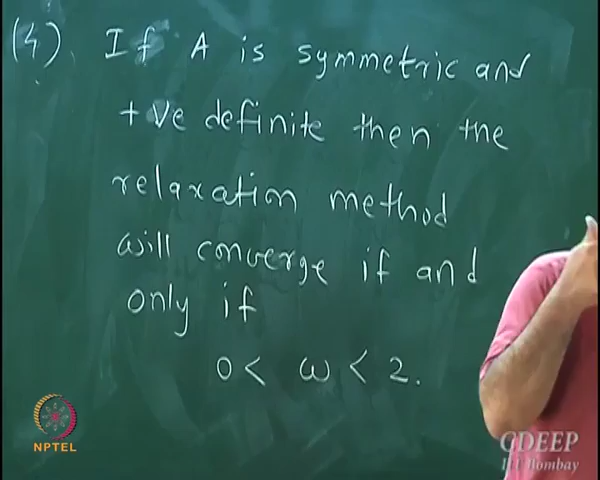 (4) If A is symmetric and
+ve definite then the
relaxation method
will converge if and
only if
0 < ω < 2.
NPTEL
CDEEP
IIT Bombay